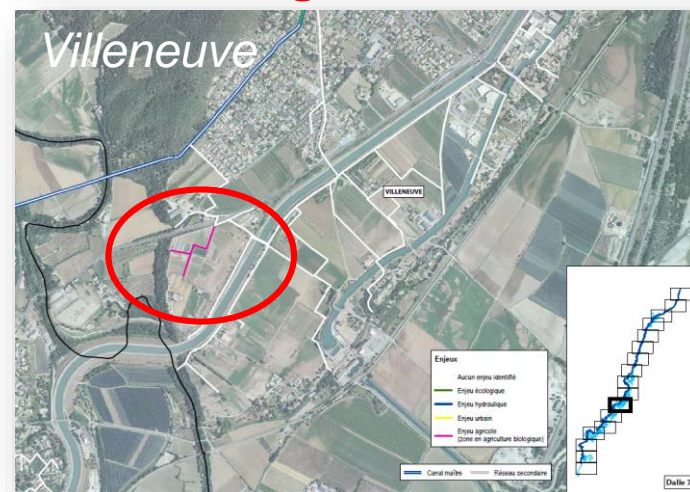 Villeneuve
VILLENEUVE
Enjeux
Aucun enjeu identifié
Enjeu écologique
Enjeu hydraulique
Enjeu urbain
Enjeu agricole
(zone en agriculture biologique)
Canal maître
Réseau secondaire
Dalle 7